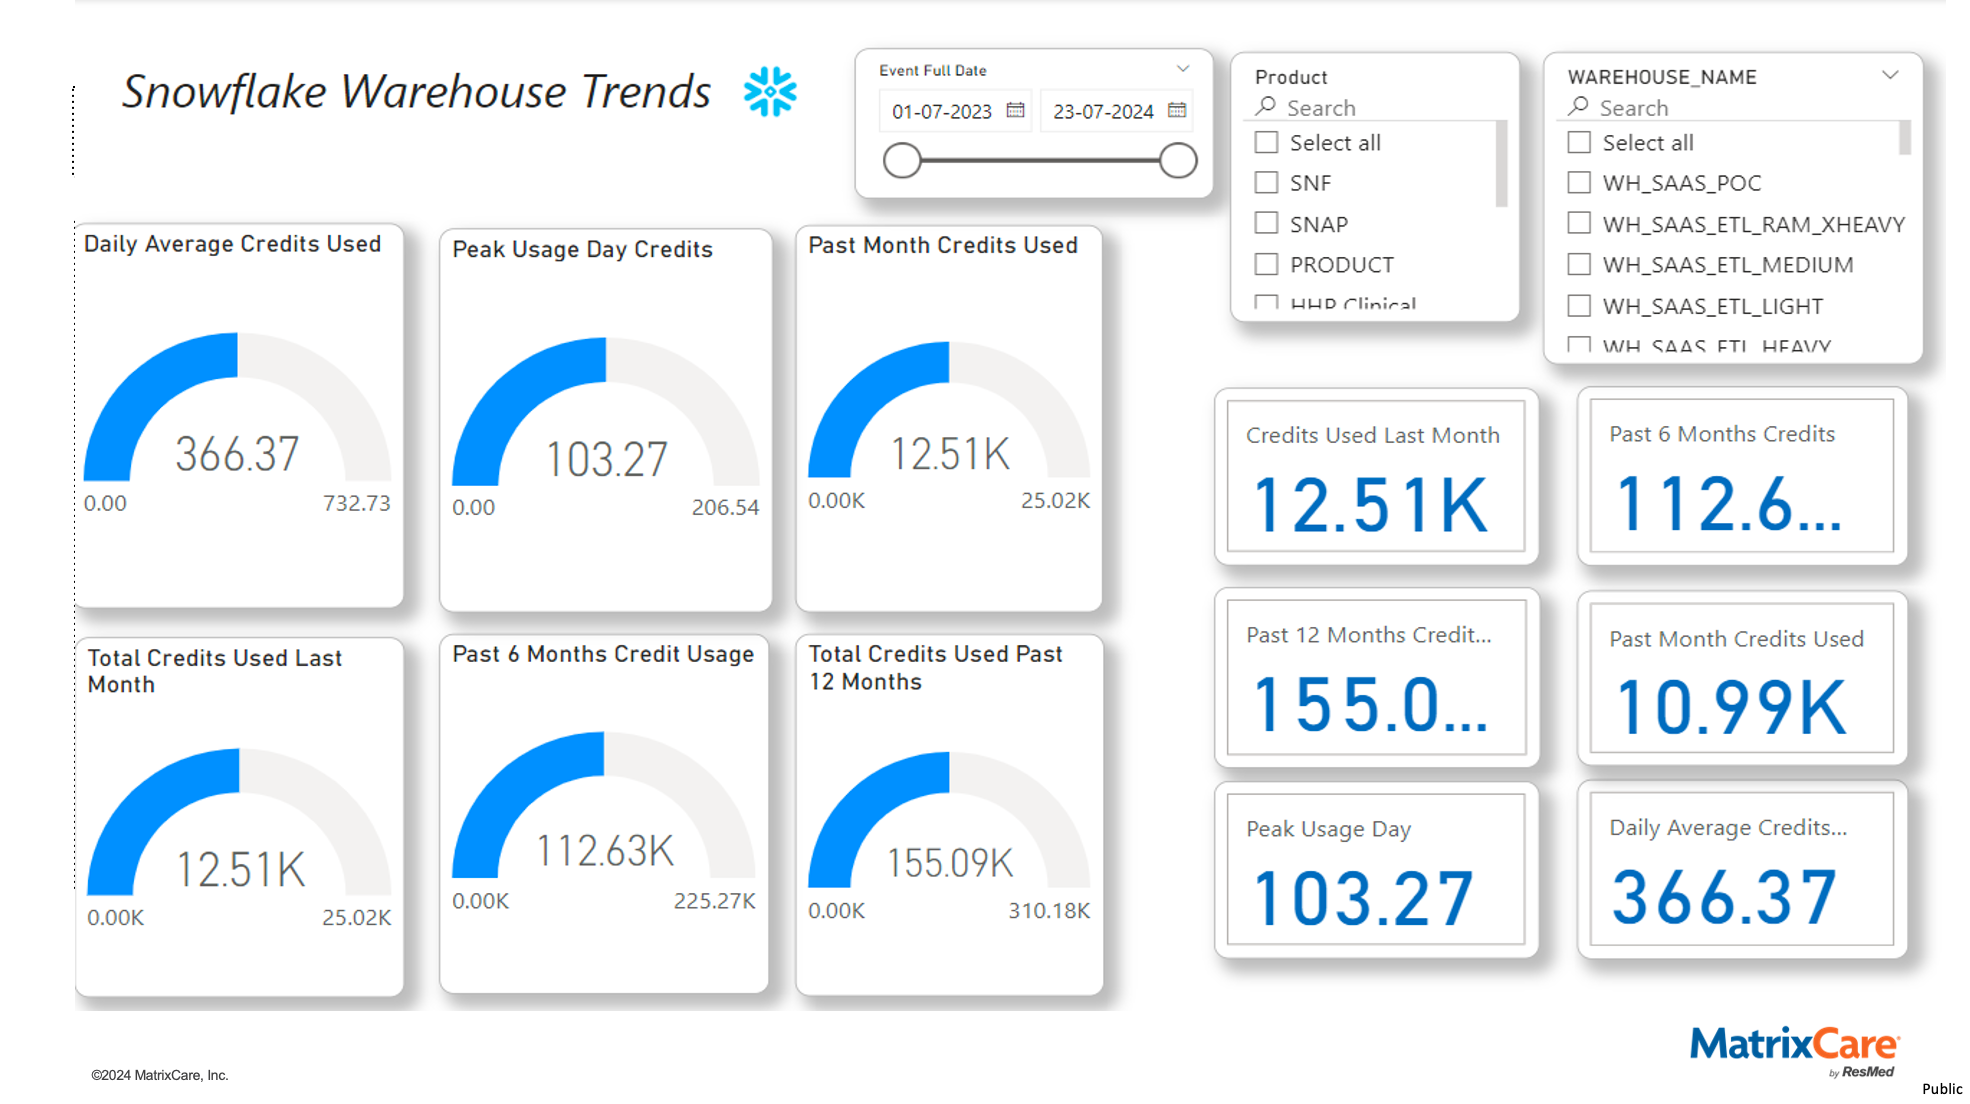 Snowflake Warehouse Trends
Event Full Date
01-07-2023
23-07-2024
Product
Search
Select all
SNF
SNAP
PRODUCT
HHP Clinical
WAREHOUSE_NAME
Search
Select all
WH_SAAS_POC
WH_SAAS_ETL_RAM_XHEAVY
WH_SAAS_ETL_MEDIUM
WH_SAAS_ETL_LIGHT
WH_SAAS_ETL_HEAVY
Daily Average Credits Used
366.37
0.00
732.73
Peak Usage Day Credits
103.27
0.00
206.54
Past Month Credits Used
12.51K
0.00K
25.02K
Total Credits Used Last
Month
12.51K
0.00K
25.02K
Past 6 Months Credit Usage
112.63K
0.00K
225.27K
Total Credits Used Past
12 Months
155.09K
0.00K
310.18K
Credits Used Last Month
12.51K
Past 6 Months Credits
112.6...
Past 12 Months Credit...
155.0...
Past Month Credits Used
10.99K
Peak Usage Day
103.27
Daily Average Credits...
366.37
©2024 MatrixCare, Inc.
MatrixCare
by ResMed
Public